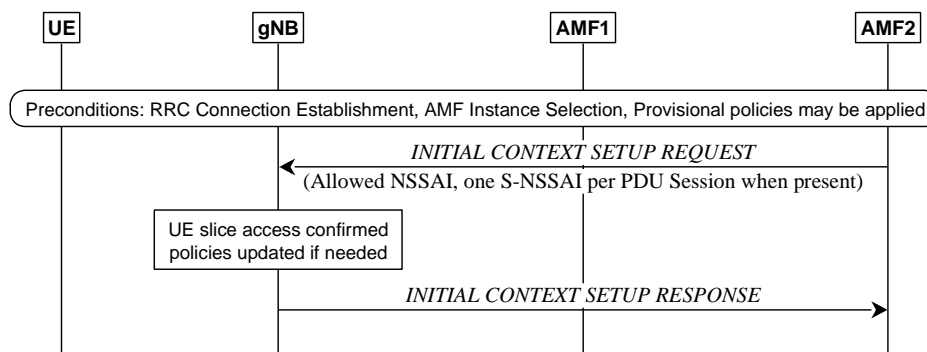 UE gNB AMF1 AMF2
Preconditions: RRC Connection Establishment, AMF Instance Selection, Provisional policies may be applied
INITIAL CONTEXT SETUP REQUEST
(Allowed NSSAI, one S-NSSAI per PDU Session when present)
UE slice access confirmed
policies updated if needed
INITIAL CONTEXT SETUP RESPONSE